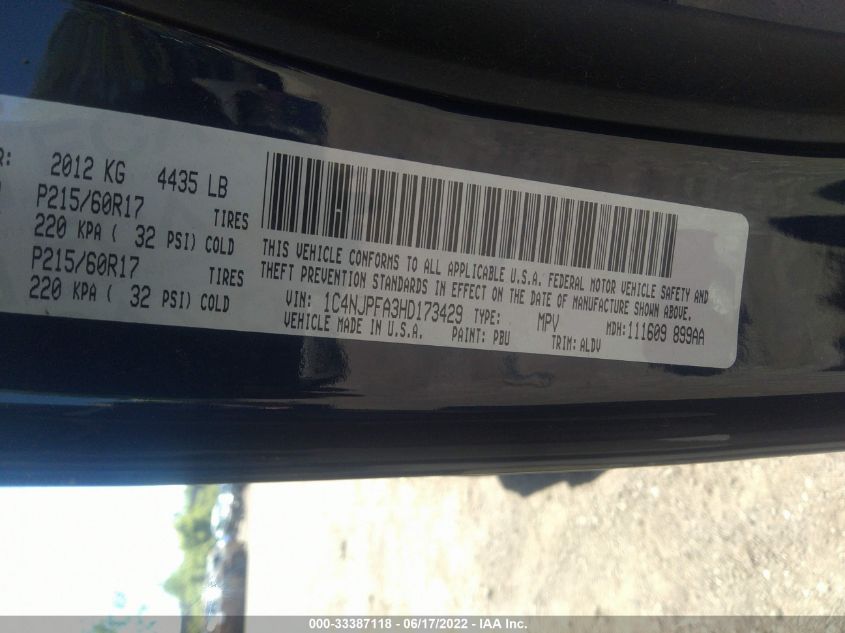 R: 2012 KG 4435 LB
P215/60R17 TIRES
220 KPA ( 32 PSI) COLD
P215/60R17 TIRES
220 KPA ( 32 PSI) COLD
THIS VEHICLE CONFORMS TO ALL APPLICABLE U.S.A. FEDERAL MOTOR VEHICLE SAFETY AND
THEFT PREVENTION STANDARDS IN EFFECT ON THE DATE OF MANUFACTURE SHOWN ABOVE.
VIN: 1C4NJPFA3HD173429 TYPE: MPV MDH:111609 899AA
VEHICLE MADE IN U.S.A. PAINT: PBU TRIM:ALDV
000-33387118 - 06/17/2022 - IAA Inc.